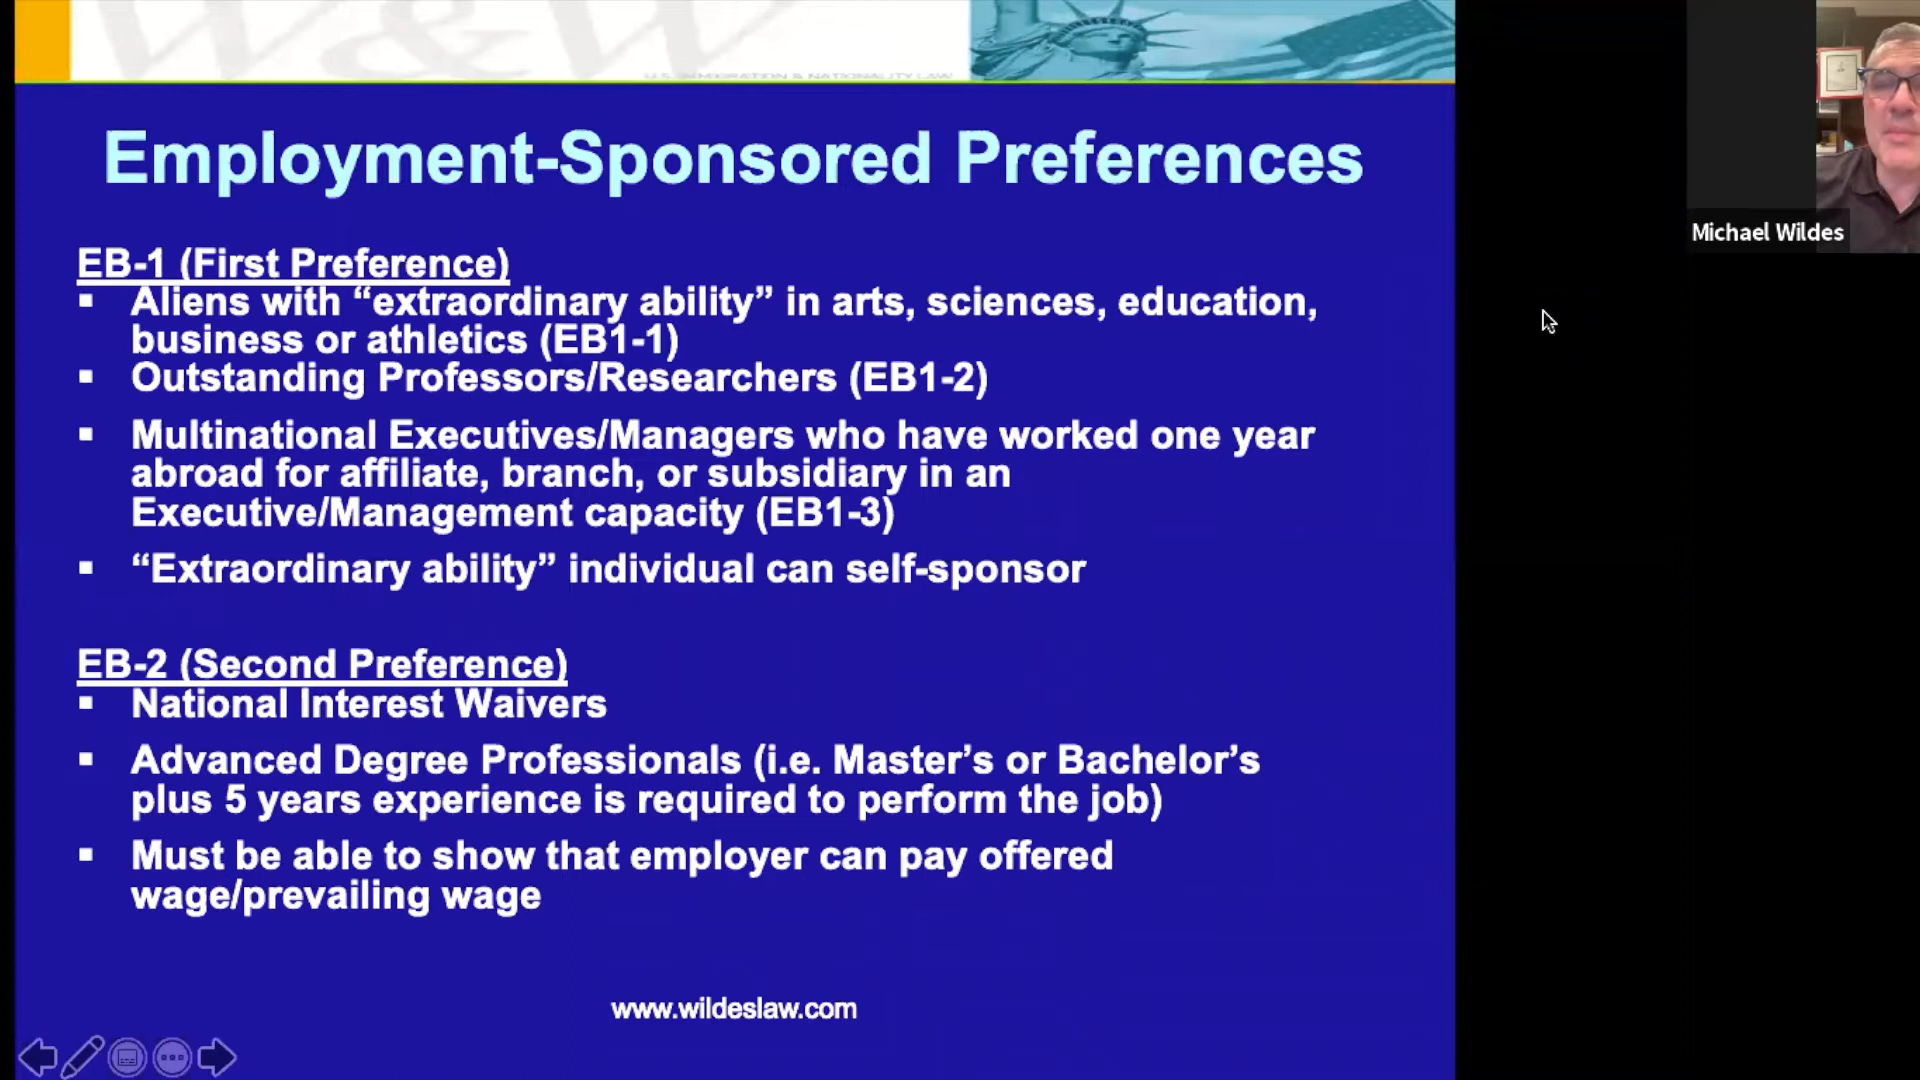 W&W
U.S. IMMIGRATION & NATIONALITY LAW
Employment-Sponsored Preferences
Michael Wildes
EB-1 (First Preference)
▪ Aliens with “extraordinary ability” in arts, sciences, education,
business or athletics (EB1-1)
▪ Outstanding Professors/Researchers (EB1-2)
▪ Multinational Executives/Managers who have worked one year
abroad for affiliate, branch, or subsidiary in an
Executive/Management capacity (EB1-3)
▪ “Extraordinary ability” individual can self-sponsor
EB-2 (Second Preference)
▪ National Interest Waivers
▪ Advanced Degree Professionals (i.e. Master’s or Bachelor’s
plus 5 years experience is required to perform the job)
▪ Must be able to show that employer can pay offered
wage/prevailing wage
www.wildeslaw.com